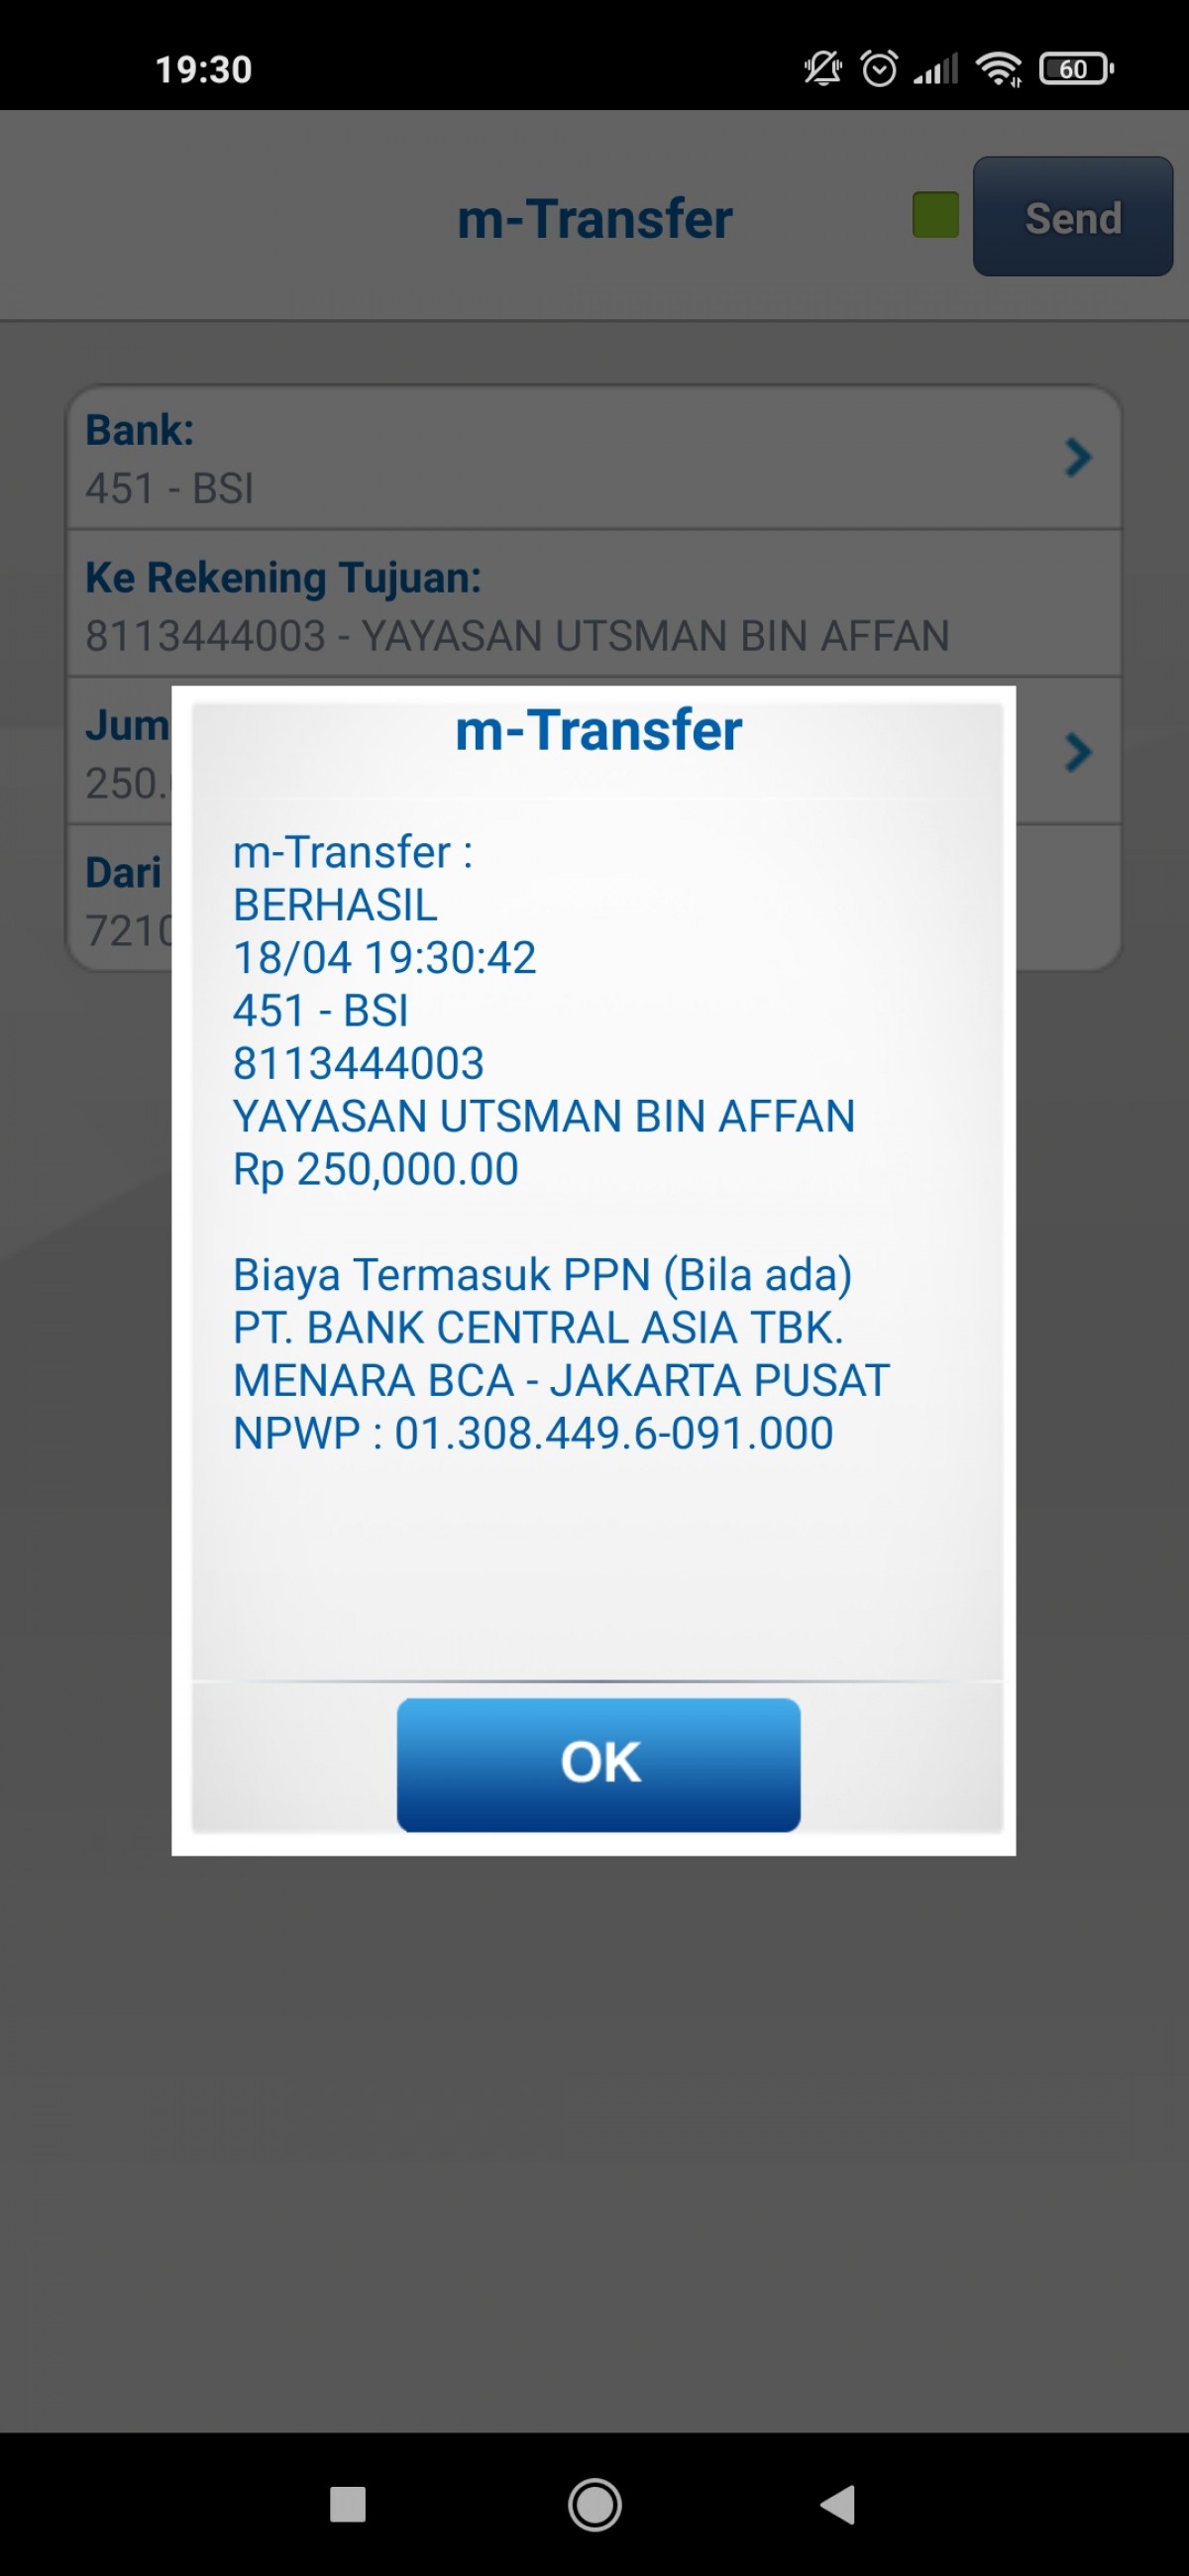 19:30
60
m-Transfer
Send
Bank:
451 - BSI
Ke Rekening Tujuan:
8113444003 - YAYASAN UTSMAN BIN AFFAN
Jum
250.
Dari
7210
m-Transfer
m-Transfer :
BERHASIL
18/04 19:30:42
451 - BSI
8113444003
YAYASAN UTSMAN BIN AFFAN
Rp 250,000.00
Biaya Termasuk PPN (Bila ada)
PT. BANK CENTRAL ASIA TBK.
MENARA BCA - JAKARTA PUSAT
NPWP : 01.308.449.6-091.000
OK